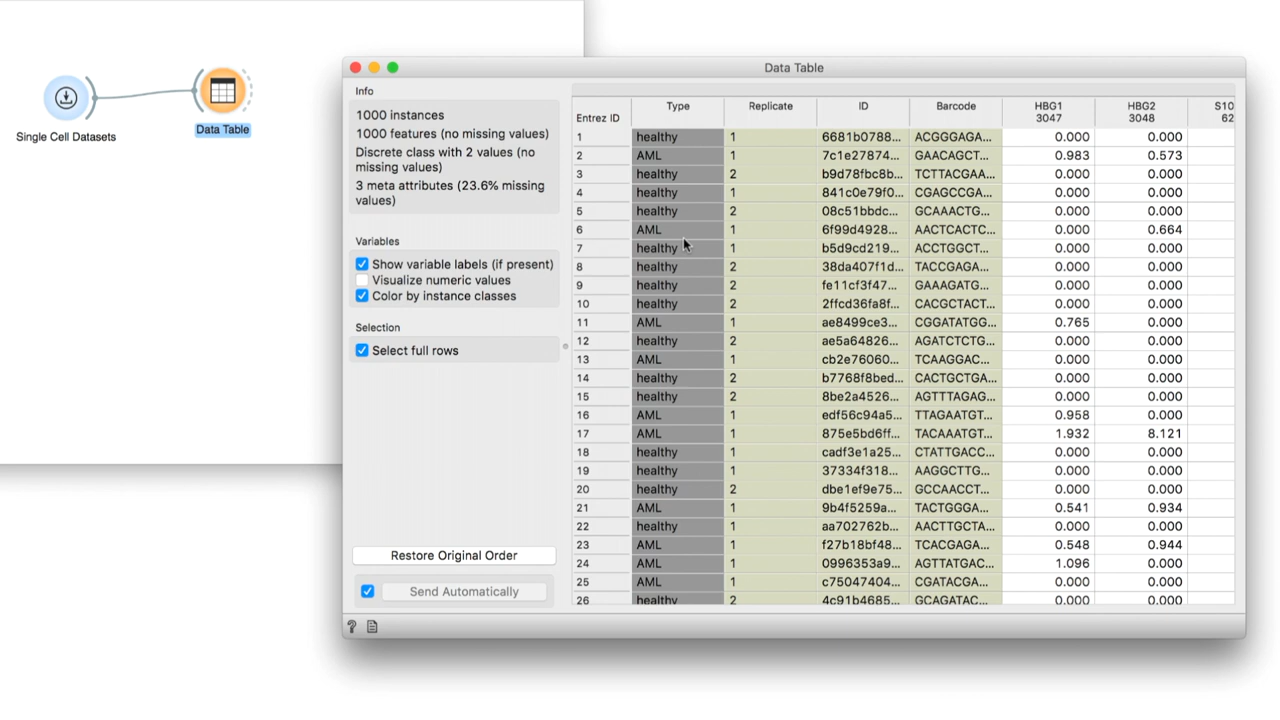 Single Cell Datasets
Data Table
Data Table
Info
1000 instances
1000 features (no missing values)
Discrete class with 2 values (no
missing values)
3 meta attributes (23.6% missing
values)
Variables
Show variable labels (if present)
Visualize numeric values
Color by instance classes
Selection
Select full rows
Restore Original Order
Send Automatically
Type Replicate ID Barcode HBG1 HBG2 S10
Entrez ID 3047 3048 62
1 healthy 1 6681b0788... ACGGGAGA... 0.000 0.000
2 AML 1 7c1e27874... GAACAGCT... 0.983 0.573
3 healthy 2 b9d78fbc8b... TCTTACGAA... 0.000 0.000
4 healthy 1 841c0e79f0... CGAGCCGA... 0.000 0.000
5 healthy 2 08c51bbdc... GCAAACTG... 0.000 0.000
6 AML 1 6f99d4928... AACTCACTC... 0.000 0.664
7 healthy 1 b5d9cd219... ACCTGGCT... 0.000 0.000
8 healthy 2 38da407f1d... TACCGAGA... 0.000 0.000
9 healthy 2 fe11cf3f47... GAAAGATG... 0.000 0.000
10 healthy 2 2ffcd36fa8f... CACGCTACT... 0.000 0.000
11 AML 1 ae8499ce3... CGGATATGG... 0.765 0.000
12 healthy 2 ae5a64826... AGATCTCTG... 0.000 0.000
13 AML 1 cb2e76060... TCAAGGAC... 0.000 0.000
14 healthy 2 b7768f8bed... CACTGCTGA... 0.000 0.000
15 healthy 2 8be2a4526... AGTTTAGAG... 0.000 0.000
16 AML 1 edf56c94a5... TTAGAATGT... 0.958 0.000
17 AML 1 875e5bd6ff... TACAAATGT... 1.932 8.121
18 healthy 1 cadf3e1a25... CTATTGACC... 0.000 0.000
19 healthy 1 37334f318... AAGGCTTG... 0.000 0.000
20 healthy 2 dbe1ef9e75... GCCAACCT... 0.000 0.000
21 AML 1 9b4f5259a... TACTGGGA... 0.541 0.934
22 healthy 1 aa702762b... AACTTGCTA... 0.000 0.000
23 AML 1 f27b18bf48... TCACGAGA... 0.548 0.944
24 AML 1 0996353a9... AGTTATGAC... 1.096 0.000
25 AML 1 c75047404... CGATACGA... 0.000 0.000
26 healthy 2 4c91b4685... GCAGATAC... 0.000 0.000